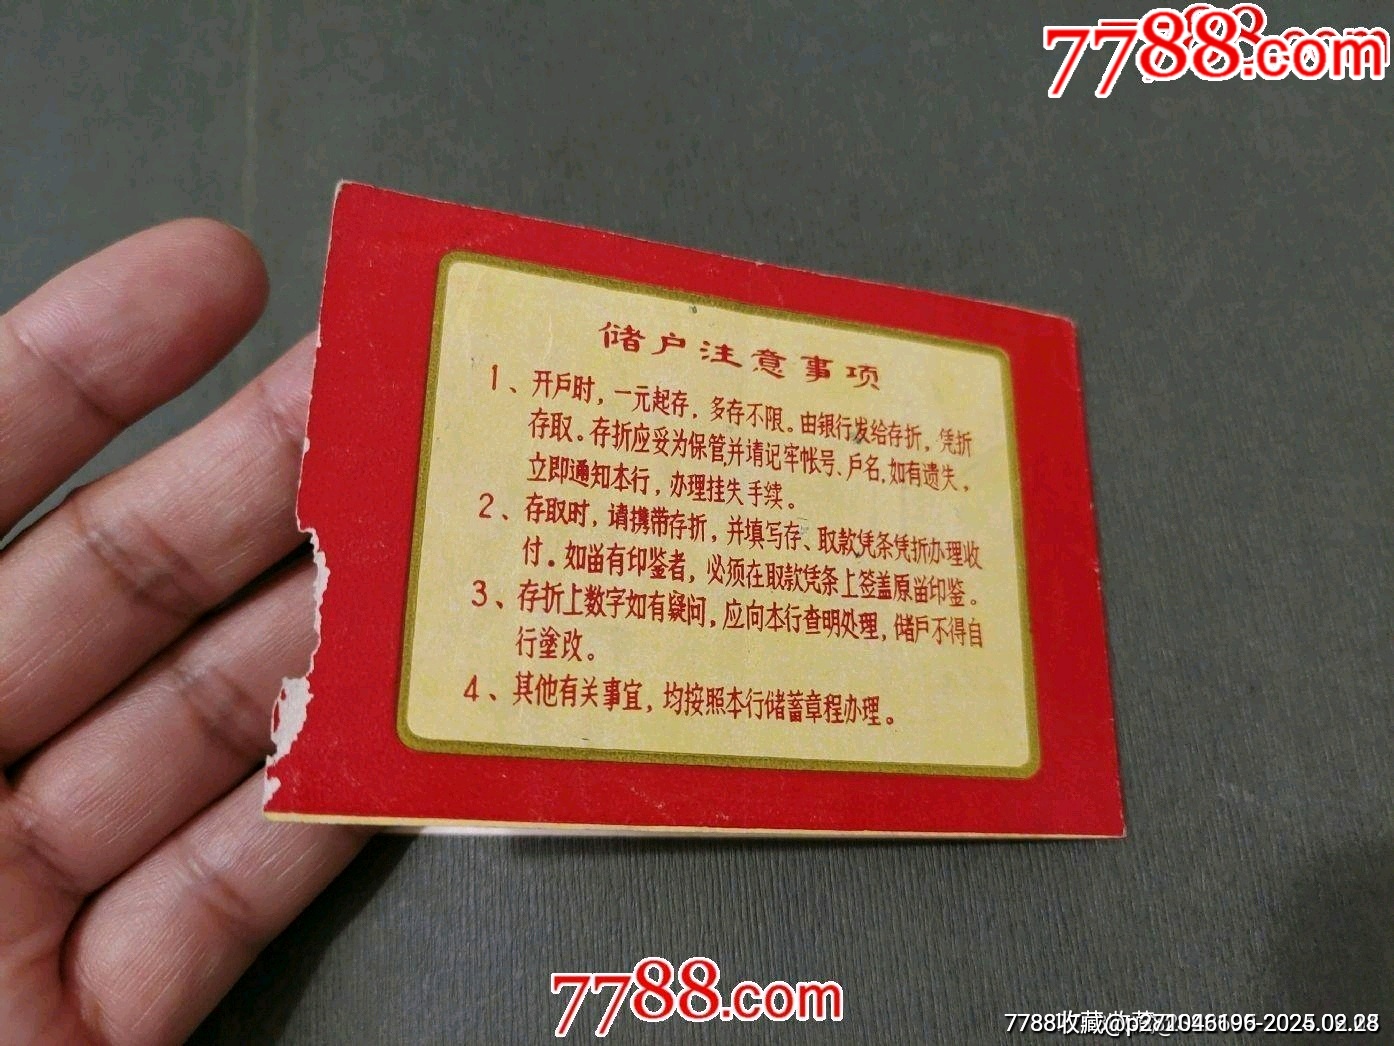 7788.com
储户注意事项
1、开户时，一元起存，多存不限。由银行发给存折，凭折
存取。存折应妥为保管，并请记牢帐号、户名，如有遗失，
立即通知本行，办理挂失手续。
2、存取时，请携带存折，并填写存、取款凭条凭折办理收
付。如畄有印鉴者，必须在取款凭条上签盖原畄印鉴。
3、存折上数字如有疑问，应向本行查明处理，储户不得自
行塗改。
4、其他有关事宜，均按照本行储蓄章程办理。
7788.com